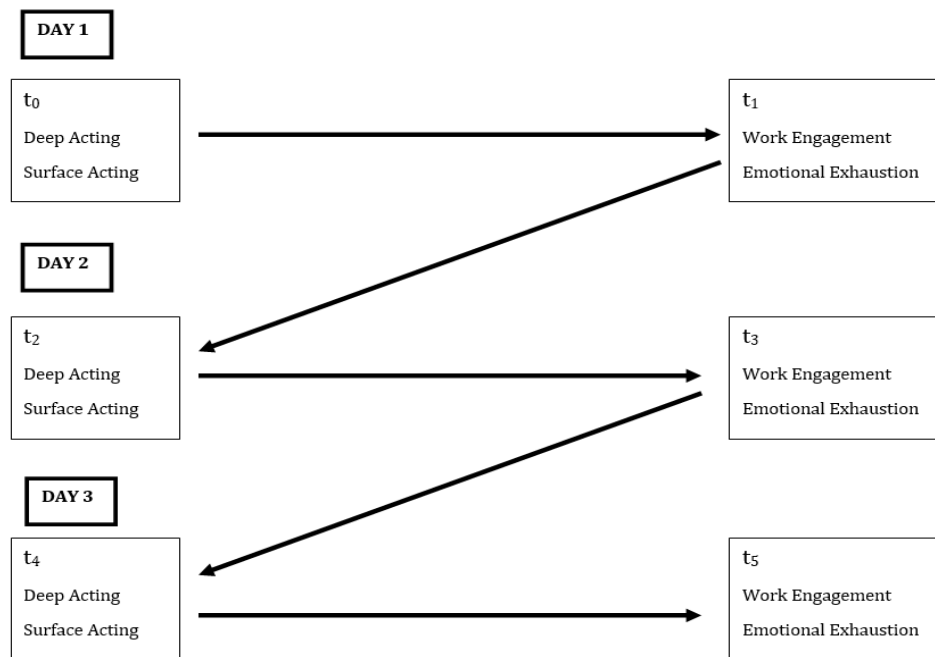 DAY 1
t₀
Deep Acting
Surface Acting
t₁
Work Engagement
Emotional Exhaustion
DAY 2
t₂
Deep Acting
Surface Acting
t₃
Work Engagement
Emotional Exhaustion
DAY 3
t₄
Deep Acting
Surface Acting
t₅
Work Engagement
Emotional Exhaustion